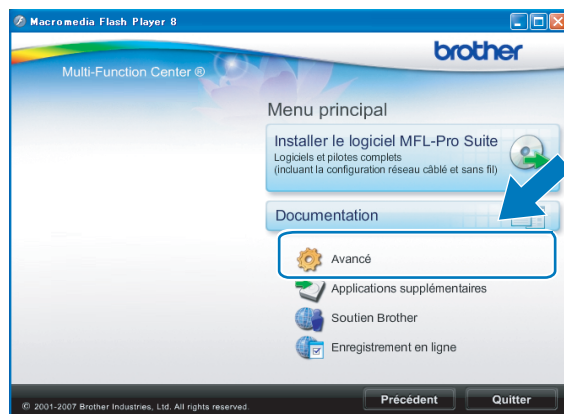 Macromedia Flash Player 8
brother
Multi-Function Center ®
Menu principal
Installer le logiciel MFL-Pro Suite
Logiciels et pilotes complets
(incluant la configuration réseau câblé et sans fil)
Documentation
Avancé
Applications supplémentaires
Soutien Brother
Enregistrement en ligne
© 2001-2007 Brother Industries, Ltd. All rights reserved.
Précédent
Quitter